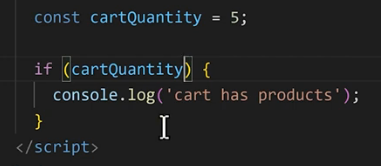 const cartQuantity = 5;
if (cartQuantity) {
console.log('cart has products');
}
</script>